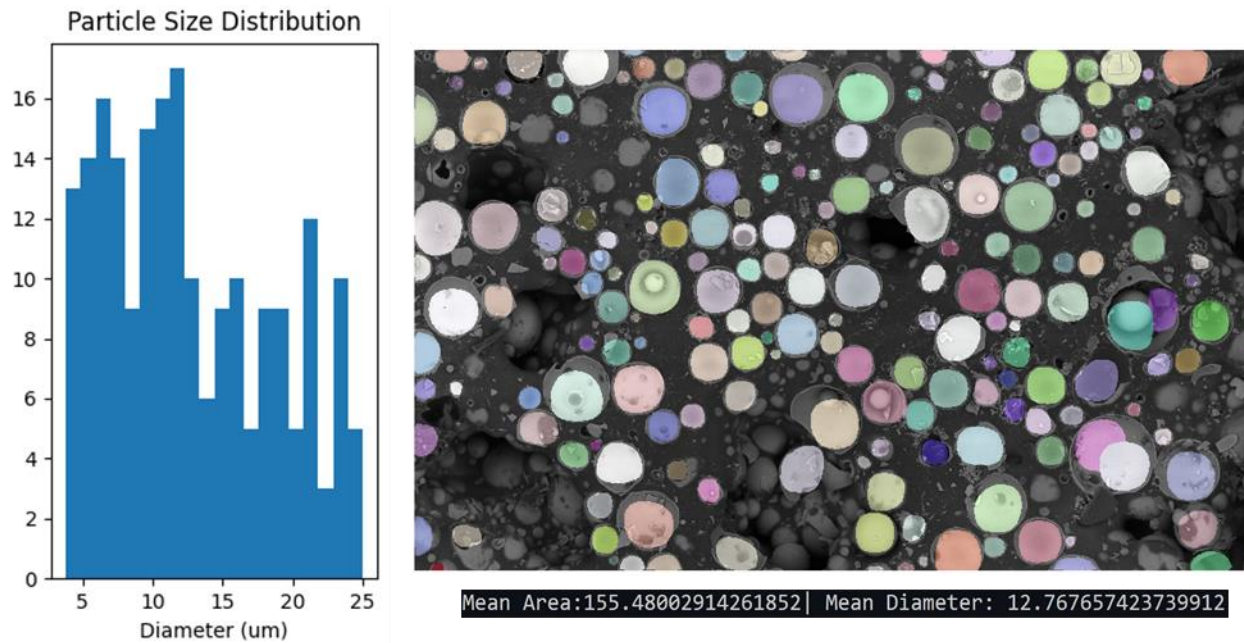 Particle Size Distribution
16
14
12
10
8
6
4
2
0
5 10 15 20 25
Diameter (um)
Mean Area:155.48002914261852| Mean Diameter: 12.767657423739912